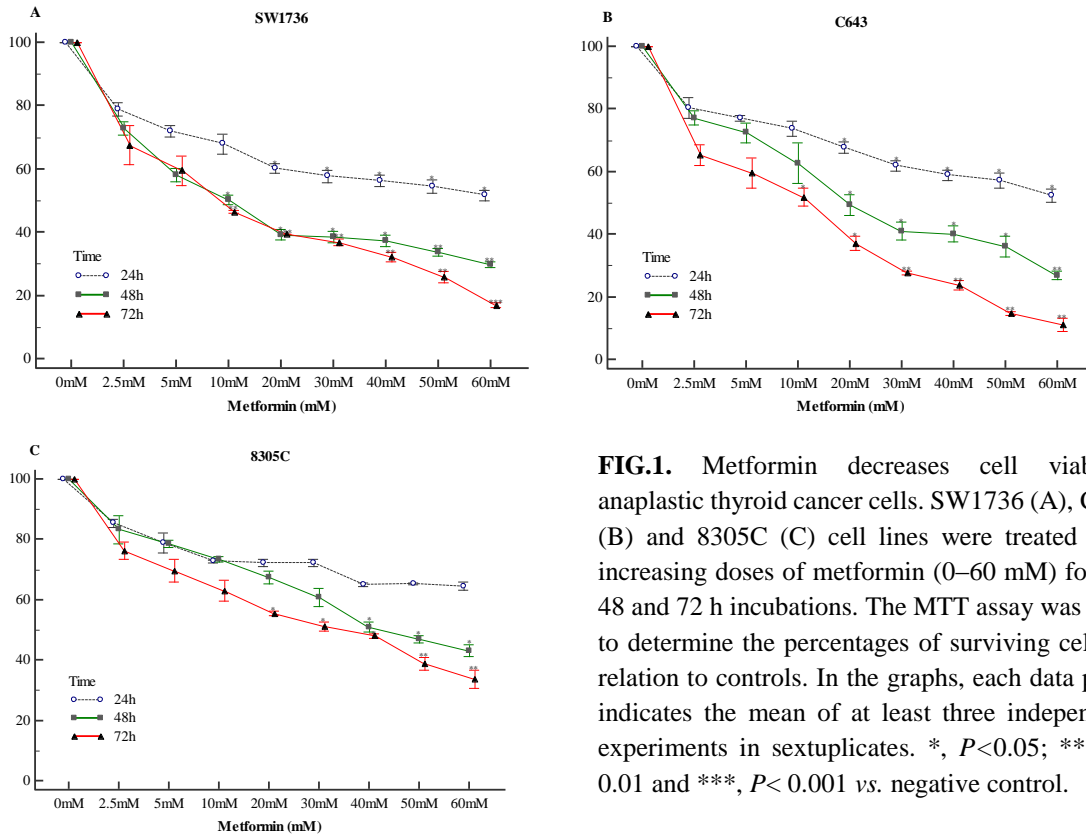 A
SW1736
100
80
60
40
20
0
Time
24h
48h
72h
0mM 2.5mM 5mM 10mM 20mM 30mM 40mM 50mM 60mM
Metformin (mM)
B
C643
100
80
60
40
20
0
Time
24h
48h
72h
0mM 2.5mM 5mM 10mM 20mM 30mM 40mM 50mM 60mM
Metformin (mM)
C
8305C
100
80
60
40
20
0
Time
24h
48h
72h
0mM 2.5mM 5mM 10mM 20mM 30mM 40mM 50mM 60mM
Metformin (mM)
FIG.1. Metformin decreases cell
anaplastic thyroid cancer cells. SW1736 (A),
(B) and 8305C (C) cell lines were treated
increasing doses of metformin (0–60 mM)
48 and 72 h incubations. The MTT assay was
to determine the percentages of surviving
relation to controls. In the graphs, each data
indicates the mean of at least three
experiments in sextuplicates. *, P<0.05; **
0.01 and ***, P< 0.001 vs. negative control.